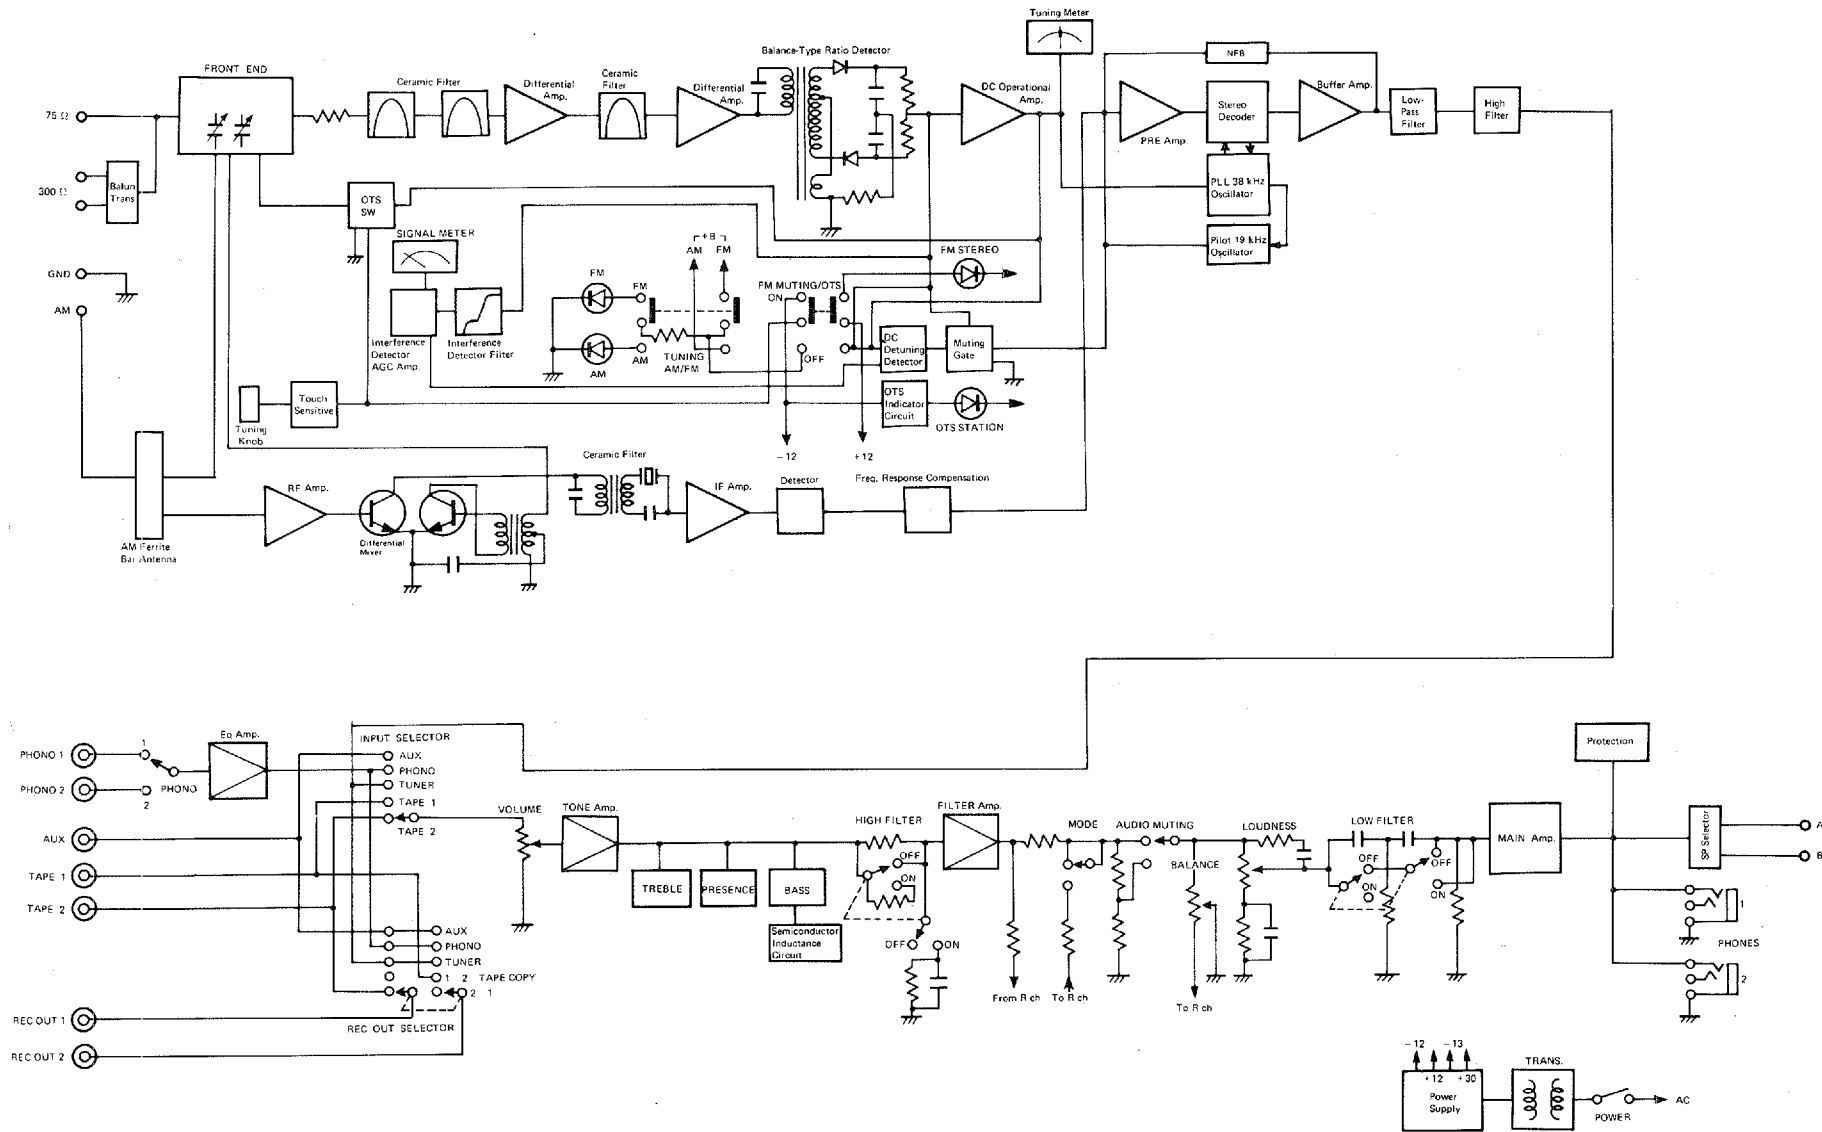 Tuning Meter
Balance-Type Ratio Detector
NFB
FRONT END
Ceramic Filter
Differential
Amp.
Ceramic
Filter
Differential
Amp.
DC Operational
Amp.
Buffer Amp.
75 Ω
Stereo
Decoder
Low-
Pass
Filter
High
Filter
PRE Amp.
300 Ω
Balun
Trans
OTS
SW
PLL 38 kHz
Oscillator
SIGNAL METER
+B
AM FM
Pilot 19 kHz
Oscillator
FM STEREO
GND
FM
FM
FM MUTING/OTS
ON
AM
Interference
Detector
AGC Amp.
Interference
Detector Filter
AM
AM
TUNING
AM/FM
OFF
DC
Detuning
Detector
Muting
Gate
Touch
Sensitive
OTS
Indicator
Circuit
Tuning
Knob
OTS STATION
-12
+12
Ceramic Filter
RF Amp.
IF Amp.
Detector
Freq. Response Compensation
Differential
Mixer
AM Ferrite
Bar Antenna
PHONO 1
1
Eq Amp.
INPUT SELECTOR
AUX
PHONO
TUNER
TAPE 1
TAPE 2
PHONO 2
2
PHONO
Protection
VOLUME
TONE Amp.
HIGH FILTER
FILTER Amp.
MODE
AUDIO MUTING
LOUDNESS
LOW FILTER
MAIN Amp.
SP Selector
A
B
AUX
OFF
ON
BALANCE
OFF
ON
OFF
ON
TAPE 1
TREBLE
PRESENCE
BASS
TAPE 2
1
AUX
PHONO
TUNER
1 2 TAPE COPY
2 1
Semiconductor
Inductance
Circuit
OFF
ON
PHONES
2
From R ch
To R ch
To R ch
REC OUT 1
REC OUT SELECTOR
REC OUT 2
-12
-13
+12
+30
TRANS.
Power
Supply
POWER
AC